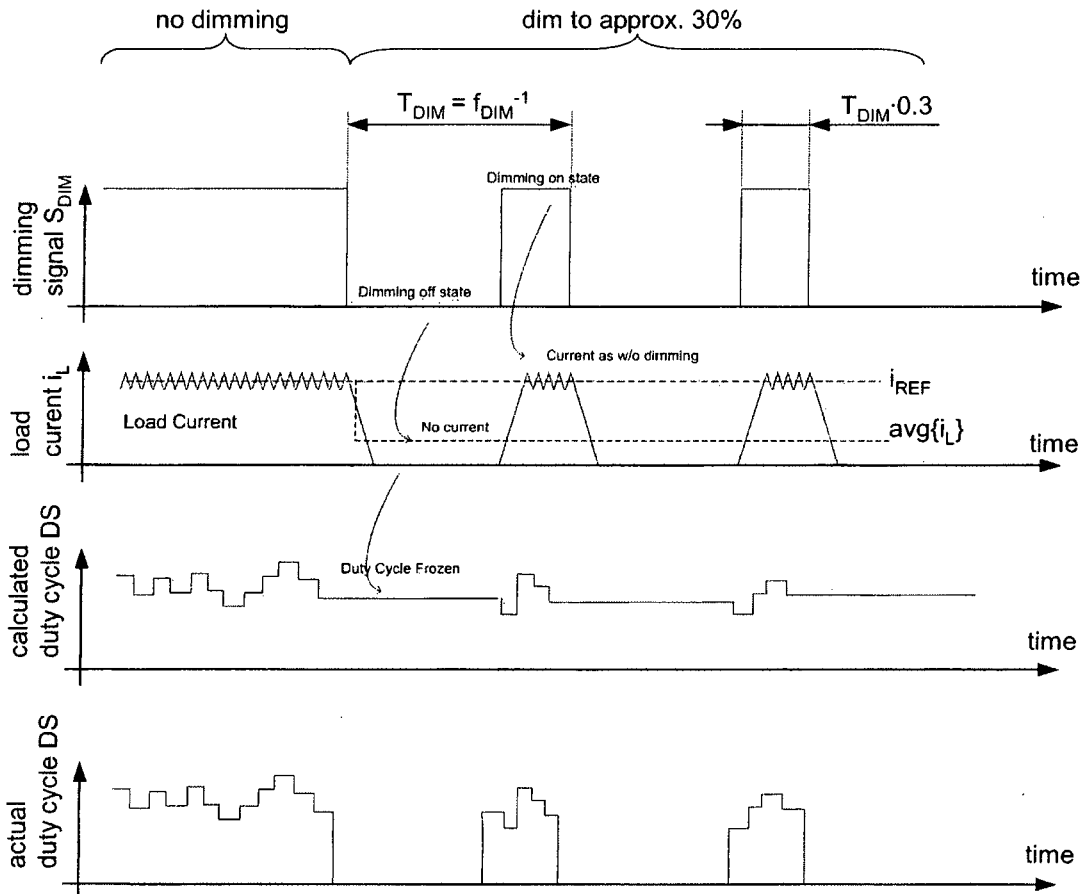 no dimming
dim to approx. 30%
T_DIM = f_DIM⁻¹
T_DIM·0.3
Dimming on state
dimming
signal S_DIM
time
Dimming off state
Current as w/o dimming
i_REF
load
curent i_L
Load Current
No current
avg{i_L}
time
calculated
duty cycle DS
Duty Cycle Frozen
time
actual
duty cycle DS
time